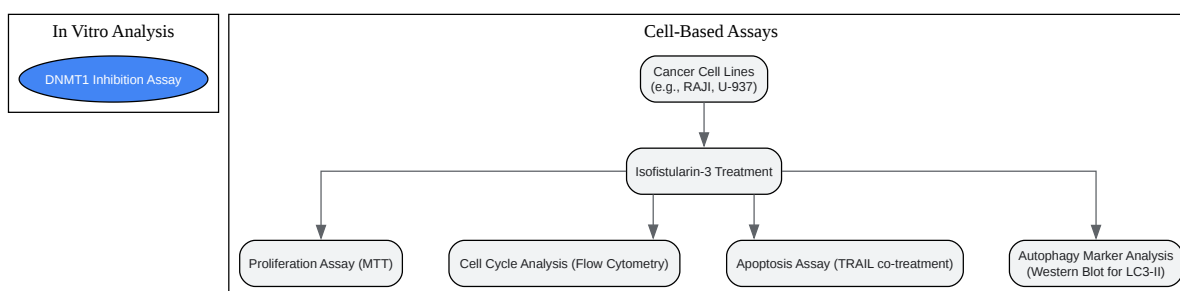 In Vitro Analysis
DNMT1 Inhibition Assay
Cell-Based Assays
Cancer Cell Lines
(e.g., RAJI, U-937)
Isofistularin-3 Treatment
Proliferation Assay (MTT)
Cell Cycle Analysis (Flow Cytometry)
Apoptosis Assay (TRAIL co-treatment)
Autophagy Marker Analysis
(Western Blot for LC3-II)